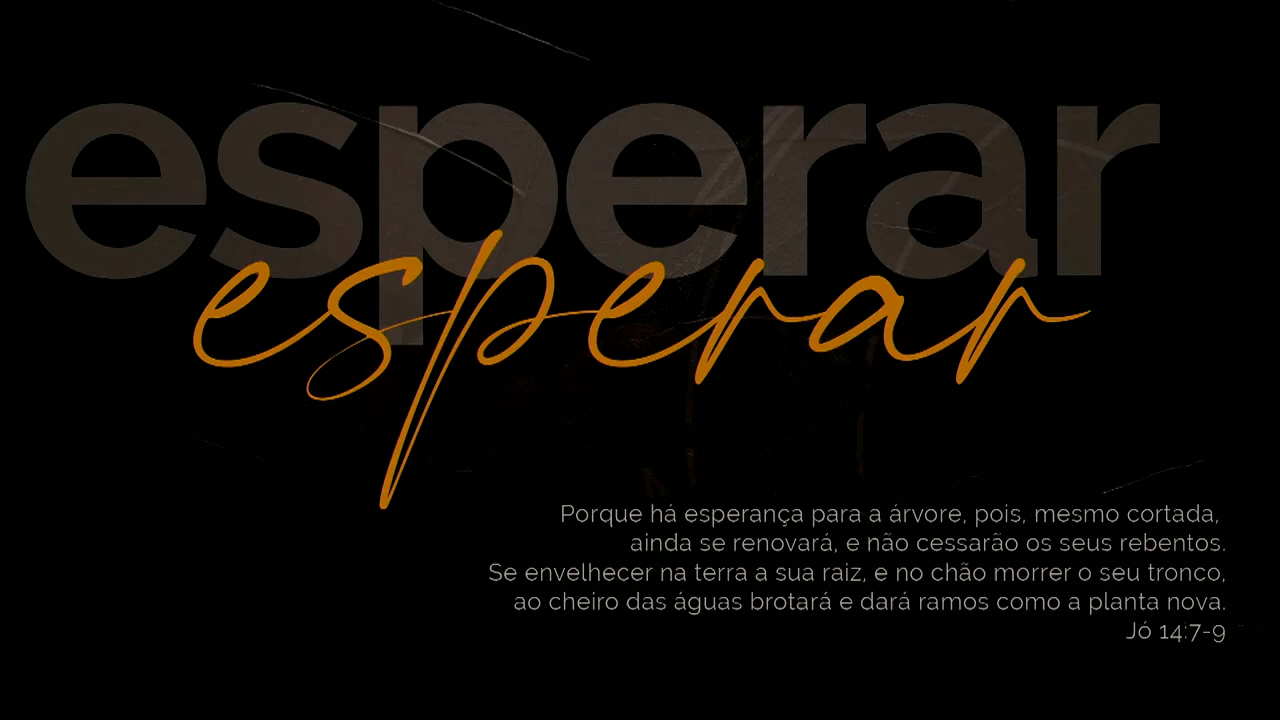 esperar
esperar
Porque há esperança para a árvore, pois, mesmo cortada,
ainda se renovará, e não cessarão os seus rebentos.
Se envelhecer na terra a sua raiz, e no chão morrer o seu tronco,
ao cheiro das águas brotará e dará ramos como a planta nova.
Jó 14:7-9